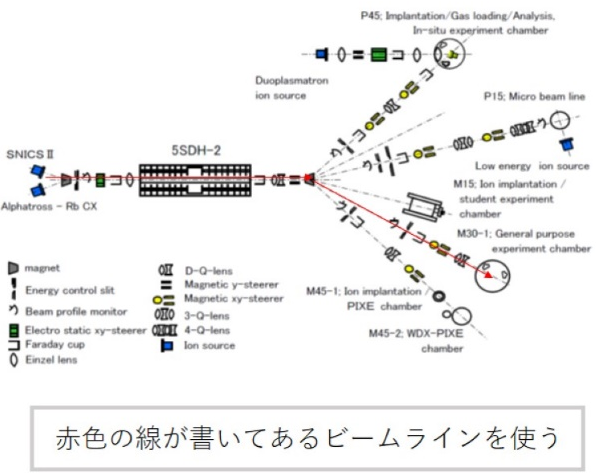 P45; Implantation/Gas loading/Analysis,
In-situ experiment chamber
Duoplasmatron
ion source
P15; Micro beam line
SNICS II
5SDH-2
Low energy ion source
Alphatross - Rb CX
M15; Ion implantation /
student experiment
chamber
M30-1; General purpose
experiment chamber
M45-1; Ion implantation /
PIXE chamber
M45-2; WDX-PIXE
chamber
magnet
Energy control slit
Beam profile monitor
Electro static xy-steerer
Faraday cup
Einzel lens
D-Q-lens
Magnetic y-steerer
Magnetic xy-steerer
3-Q-lens
4-Q-lens
Ion source
赤色の線が書いてあるビームラインを使う